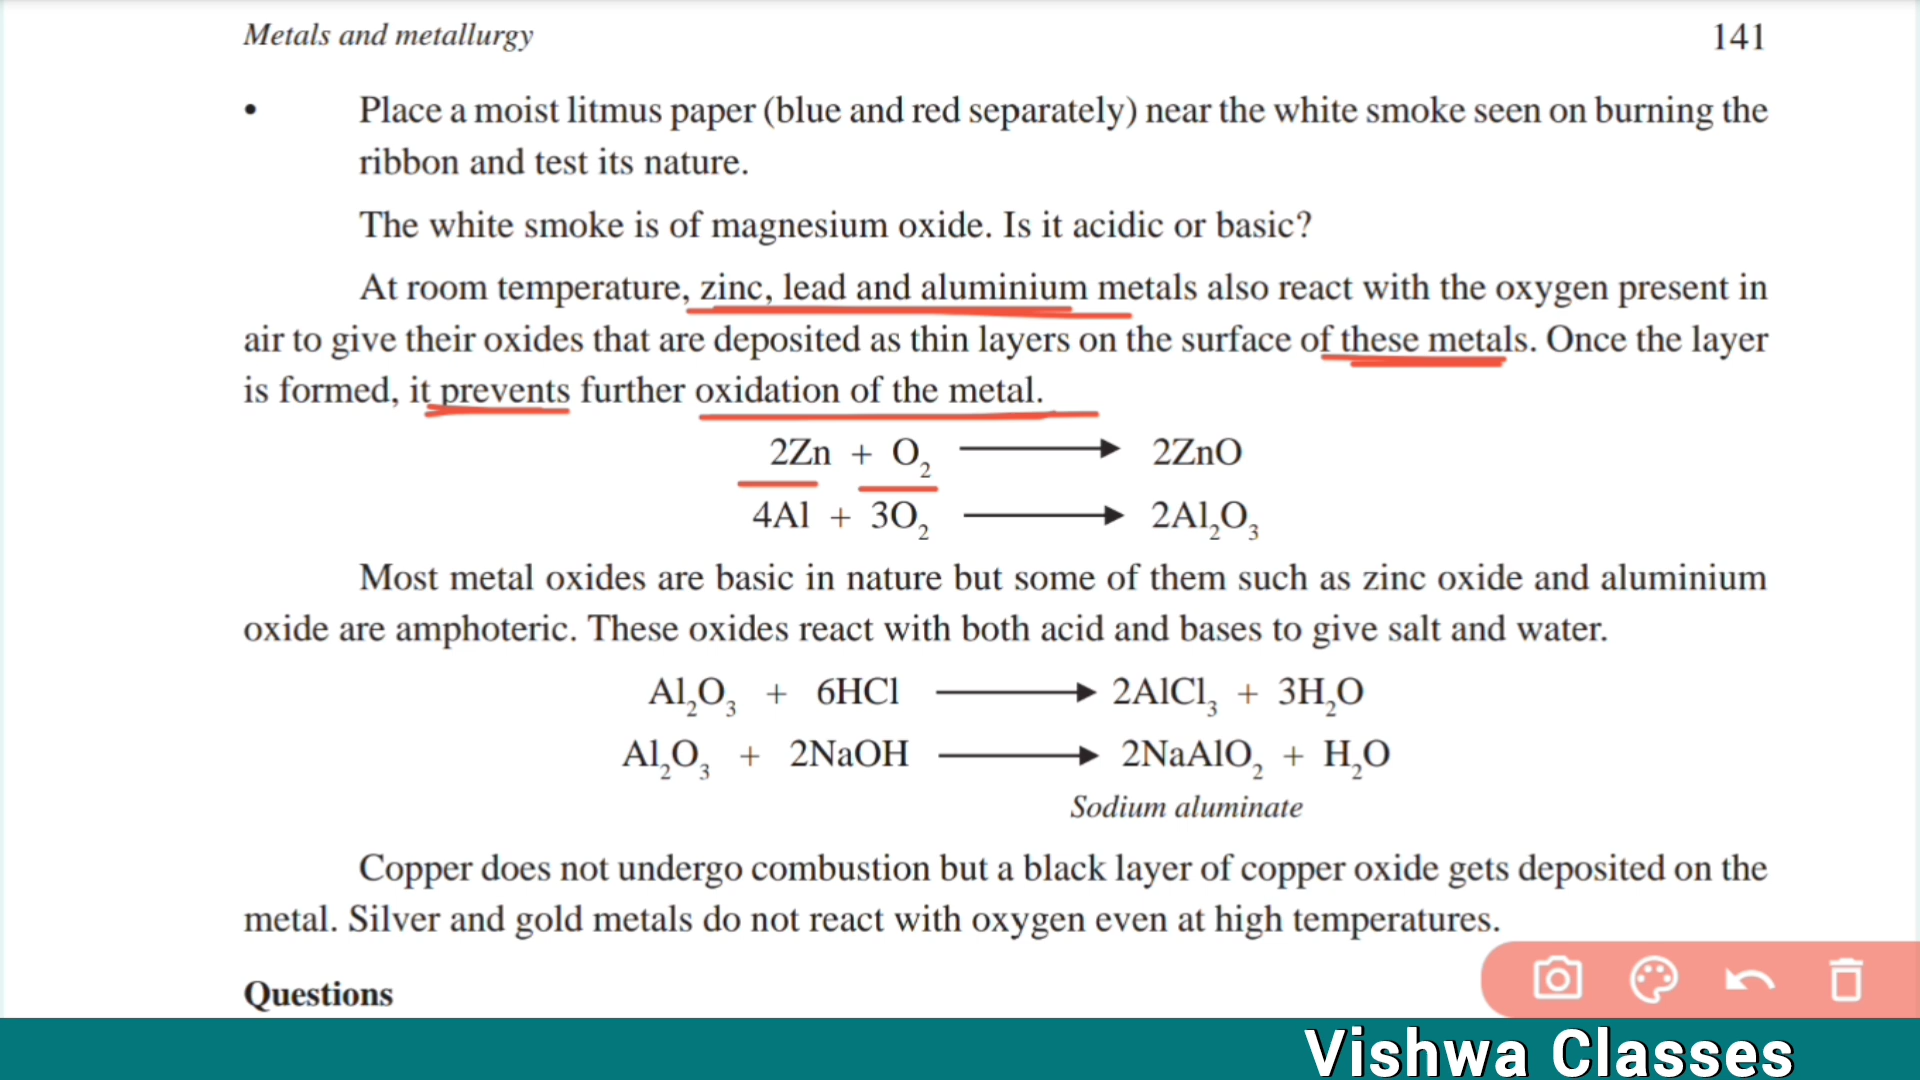 Metals and metallurgy 141
• Place a moist litmus paper (blue and red separately) near the white smoke seen on burning the
ribbon and test its nature.
The white smoke is of magnesium oxide. Is it acidic or basic?
At room temperature, zinc, lead and aluminium metals also react with the oxygen present in
air to give their oxides that are deposited as thin layers on the surface of these metals. Once the layer
is formed, it prevents further oxidation of the metal.
2Zn + O₂ ⟶ 2ZnO
4Al + 3O₂ ⟶ 2Al₂O₃
Most metal oxides are basic in nature but some of them such as zinc oxide and aluminium
oxide are amphoteric. These oxides react with both acid and bases to give salt and water.
Al₂O₃ + 6HCl ⟶ 2AlCl₃ + 3H₂O
Al₂O₃ + 2NaOH ⟶ 2NaAlO₂ + H₂O
Sodium aluminate
Copper does not undergo combustion but a black layer of copper oxide gets deposited on the
metal. Silver and gold metals do not react with oxygen even at high temperatures.
Questions
Vishwa Classes